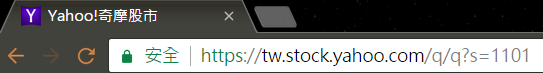 Yahoo!奇摩股市
安全 https://tw.stock.yahoo.com/q/q?s=1101